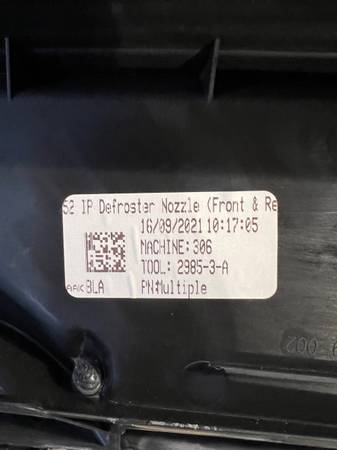 52 IP Defroster Nozzle (Front & Re
16/09/2021 10:17:05
MACHINE:306
TOOL: 2985-3-A
BLA PN:Multiple